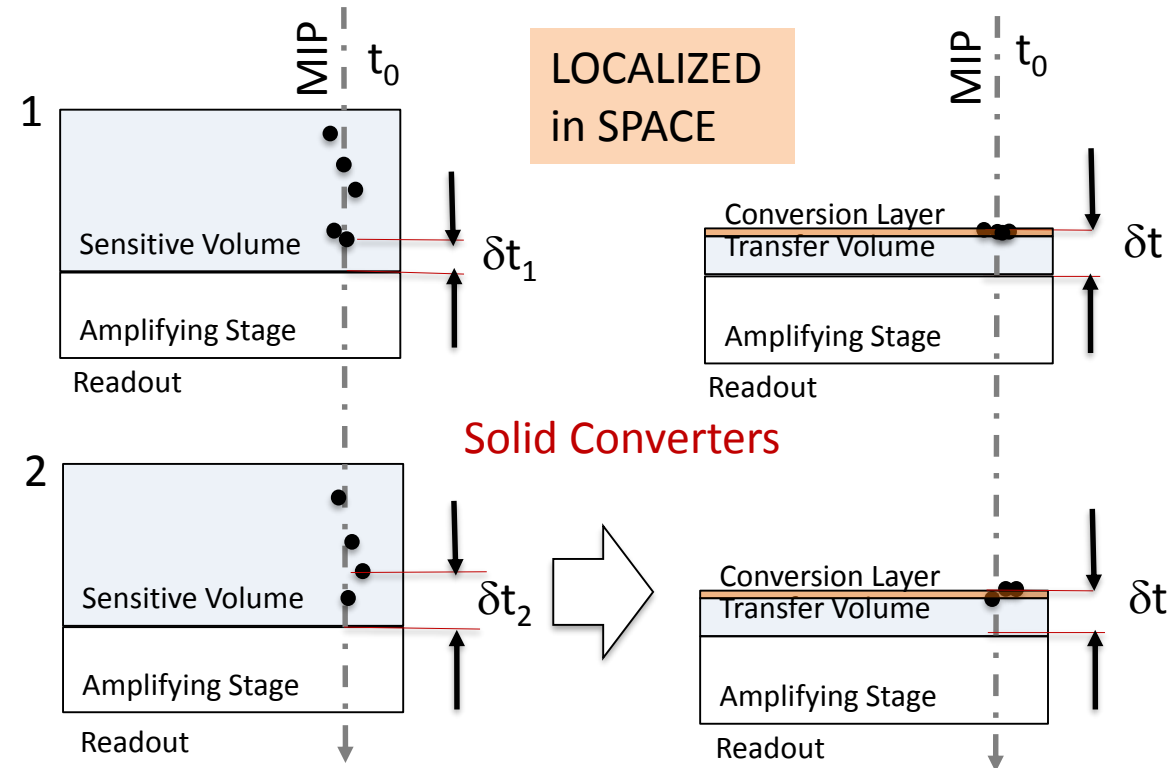 MIP
t₀
LOCALIZED
in SPACE
MIP
t₀
1
Sensitive Volume
δt₁
Amplifying Stage
Readout
Conversion Layer
Transfer Volume
δt
Amplifying Stage
Readout
Solid Converters
2
Sensitive Volume
δt₂
Amplifying Stage
Readout
Conversion Layer
Transfer Volume
δt
Amplifying Stage
Readout